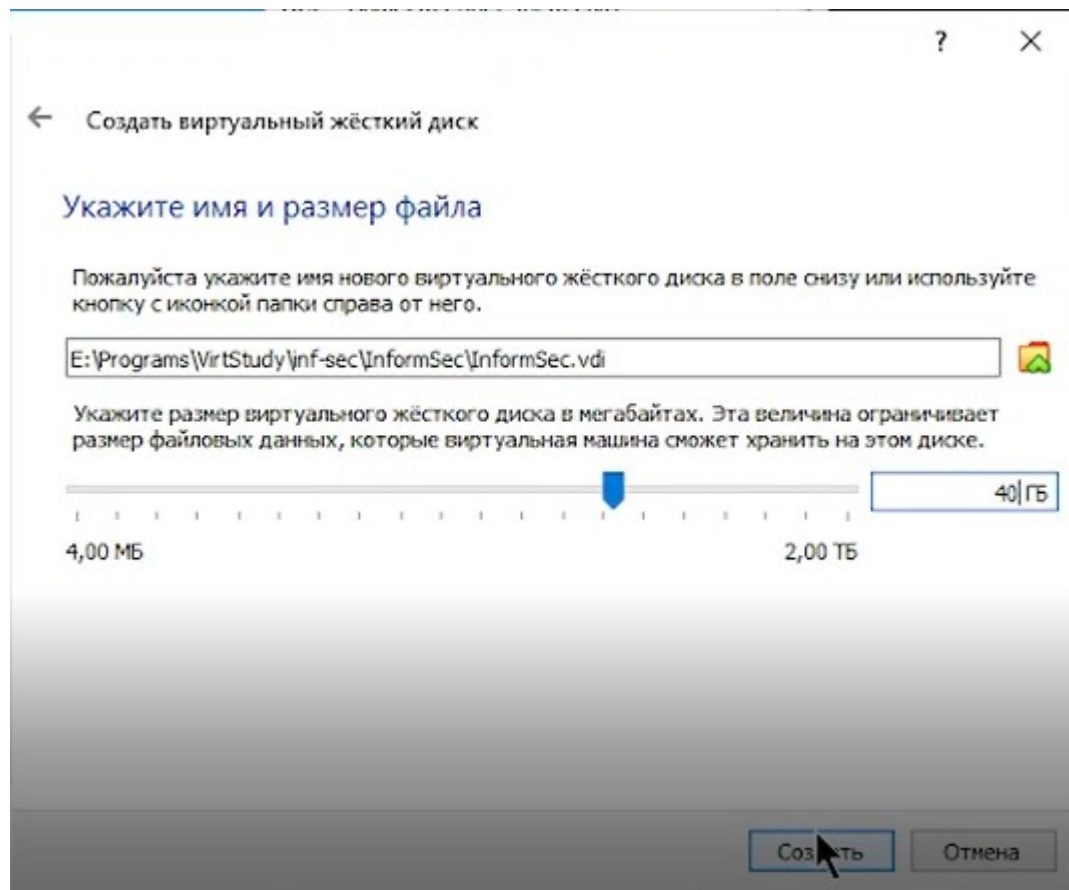 ?
Создать виртуальный жёсткий диск
Укажите имя и размер файла
Пожалуйста укажите имя нового виртуального жёсткого диска в поле снизу или используйте
кнопку с иконкой папки справа от него.
E:\Programs\VirtStudy\inf-sec\InformSec\InformSec.vdi
Укажите размер виртуального жёсткого диска в мегабайтах. Эта величина ограничивает
размер файловых данных, которые виртуальная машина сможет хранить на этом диске.
40 ГБ
4,00 МБ 2,00 ТБ
Создать Отмена